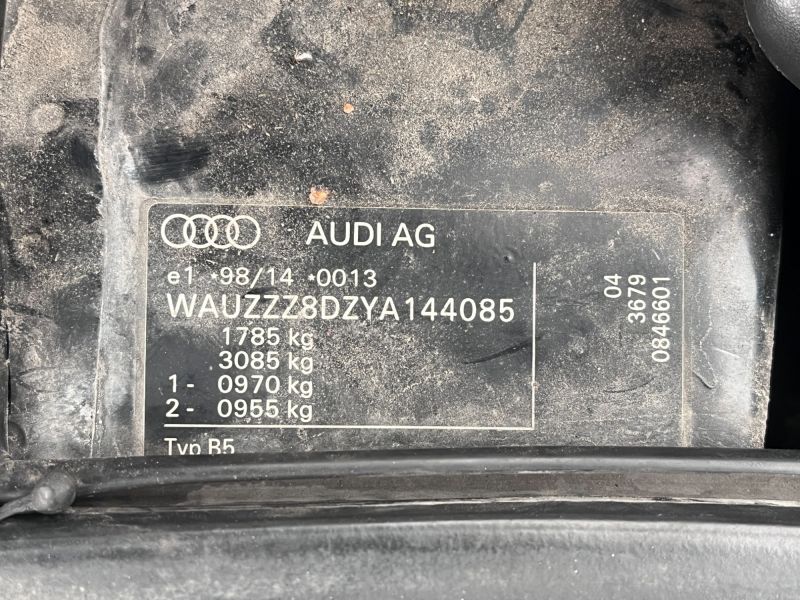 AUDI AG
e1 *98/14 *0013
WAUZZZ8DZYA144085
1785 kg
3085 kg
1- 0970 kg
2- 0955 kg
Typ B5
04
3679
0846601